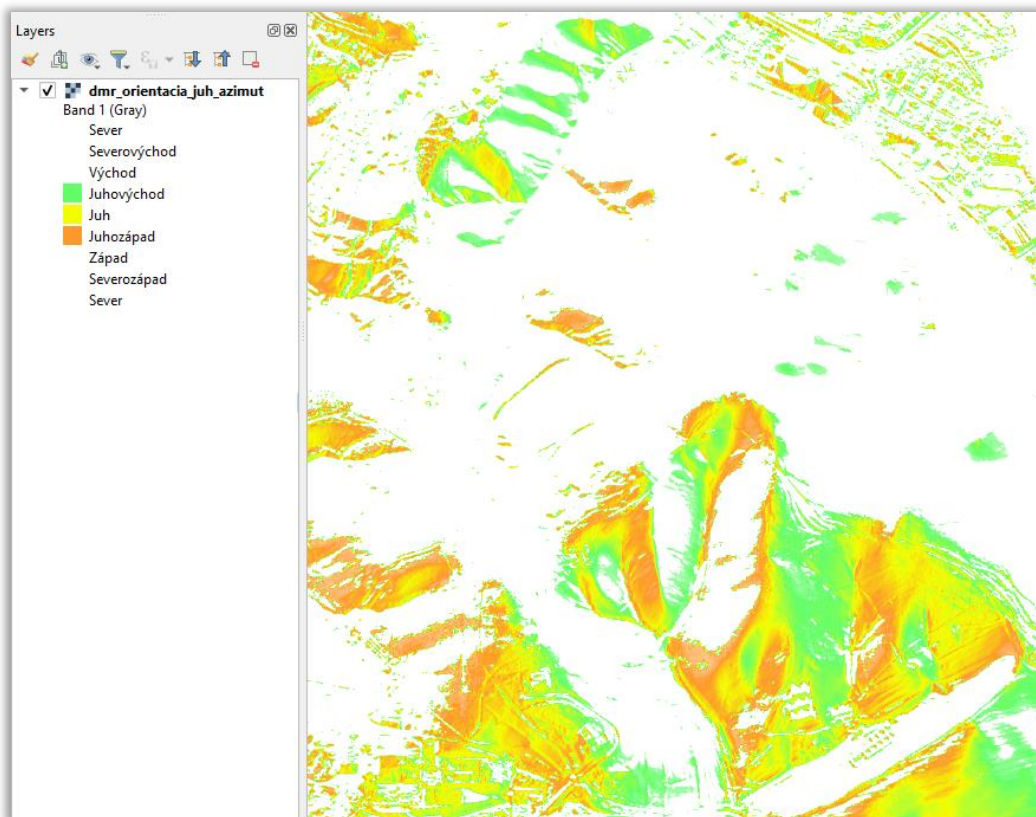 Layers
dmr_orientacia_juh_azimut
Band 1 (Gray)
Sever
Severovýchod
Východ
Juhovýchod
Juh
Juhozápad
Západ
Severozápad
Sever